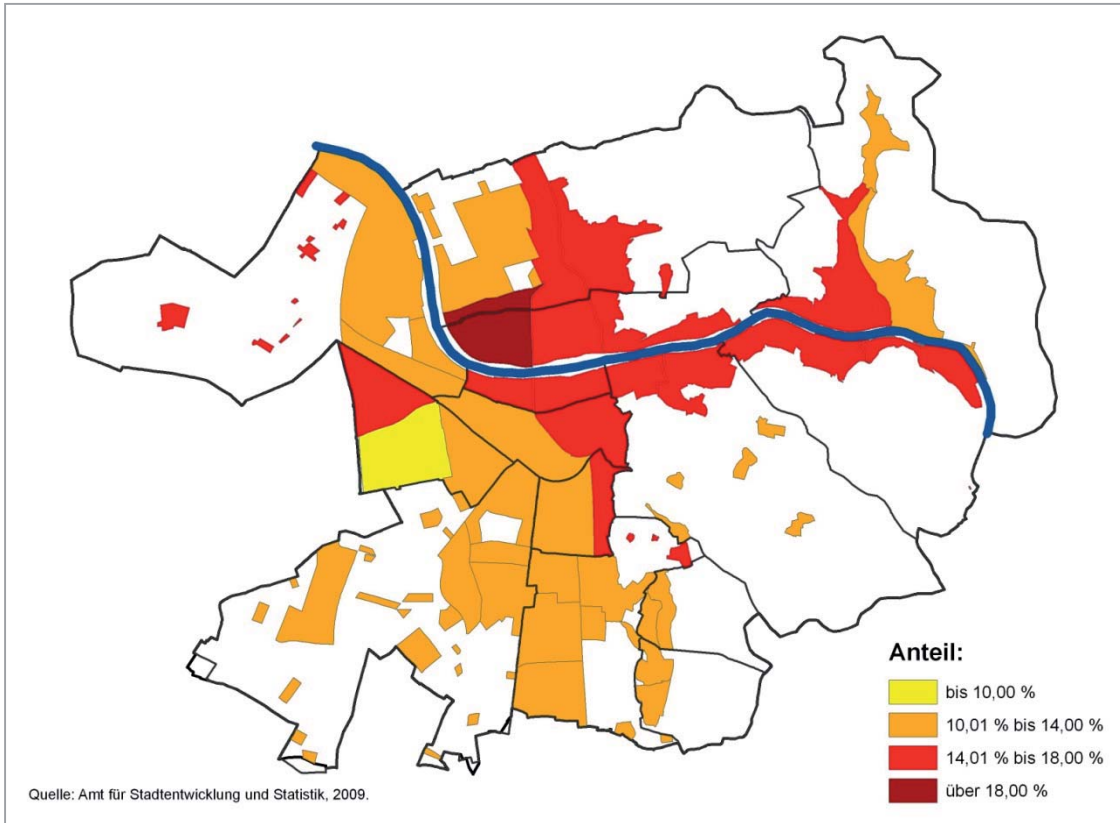 Anteil:
bis 10,00 %
10,01 % bis 14,00 %
14,01 % bis 18,00 %
über 18,00 %
Quelle: Amt für Stadtentwicklung und Statistik, 2009.